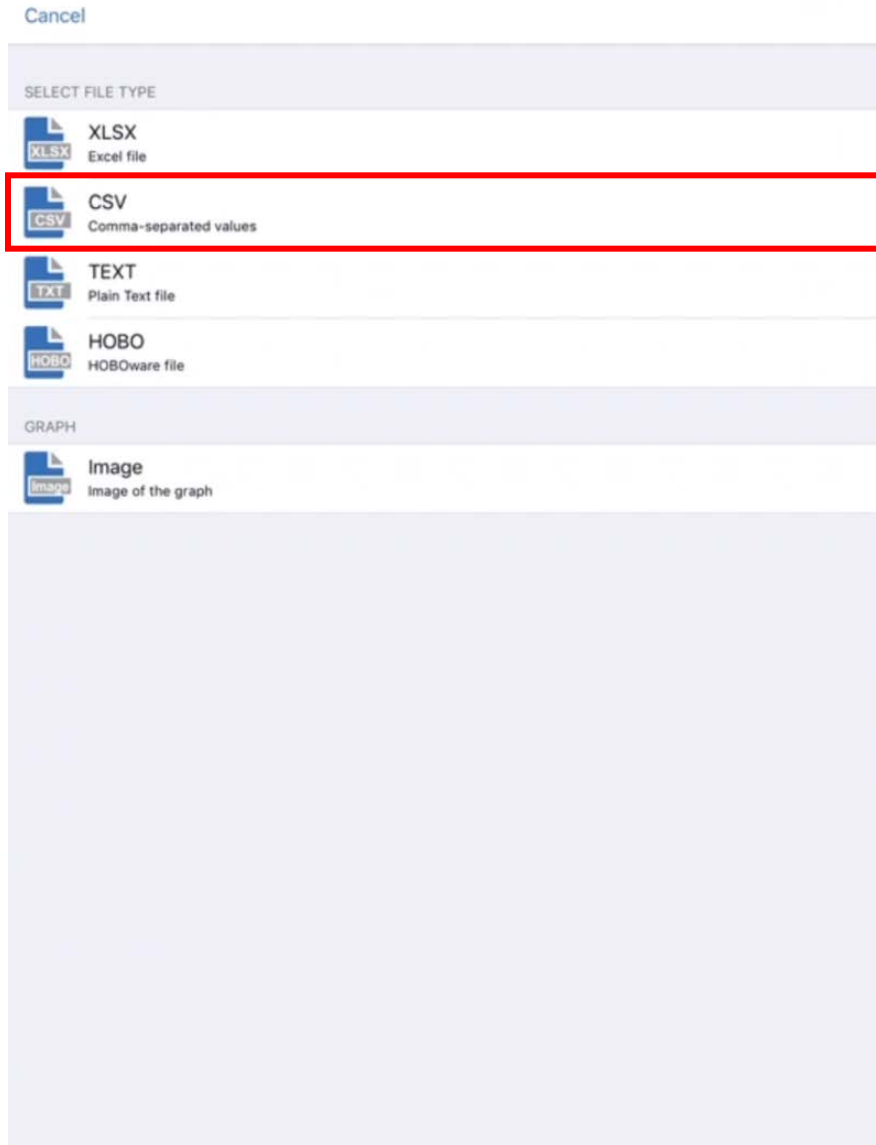 Cancel
SELECT FILE TYPE
XLSX
XLSX
Excel file
CSV
CSV
Comma-separated values
TXT
TEXT
Plain Text file
HOBO
HOBO
HOBOware file
GRAPH
Image
Image
Image of the graph